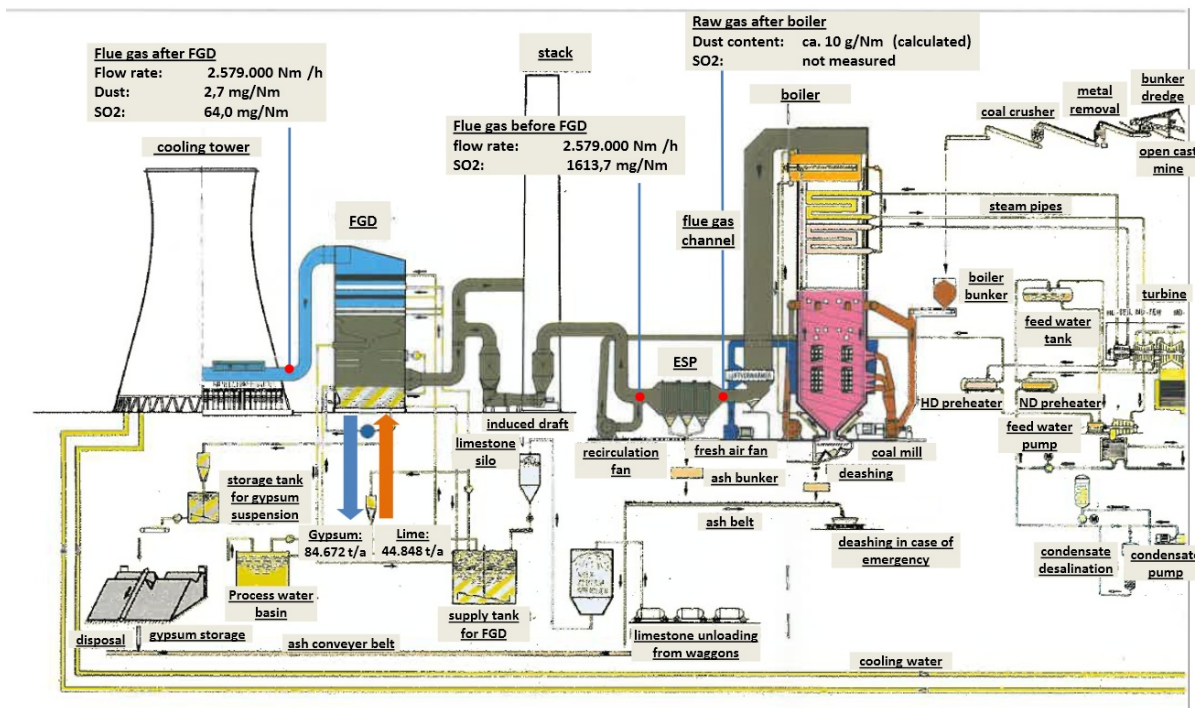 Flue gas after FGD
Flow rate: 2.579.000 Nm /h
Dust: 2,7 mg/Nm
SO2: 64,0 mg/Nm
cooling tower
stack
Raw gas after boiler
Dust content: ca. 10 g/Nm (calculated)
SO2: not measured
boiler
Flue gas before FGD
flow rate: 2.579.000 Nm /h
SO2: 1613,7 mg/Nm
coal crusher
metal
removal
bunker
dredge
open cast
mine
FGD
flue gas
channel
steam pipes
boiler
bunker
feed water
tank
turbine
ESP
LUFTVORWÄRMER
HD preheater
ND preheater
feed water
pump
induced draft
limestone
silo
recirculation
fan
fresh air fan
coal mill
ash bunker
deashing
storage tank
for gypsum
suspension
Gypsum:
84.672 t/a
Lime:
44.848 t/a
ash belt
deashing in case of
emergency
condensate
desalination
condensate
pump
Process water
basin
supply tank
for FGD
disposal
gypsum storage
ash conveyer belt
limestone unloading
from waggons
cooling water